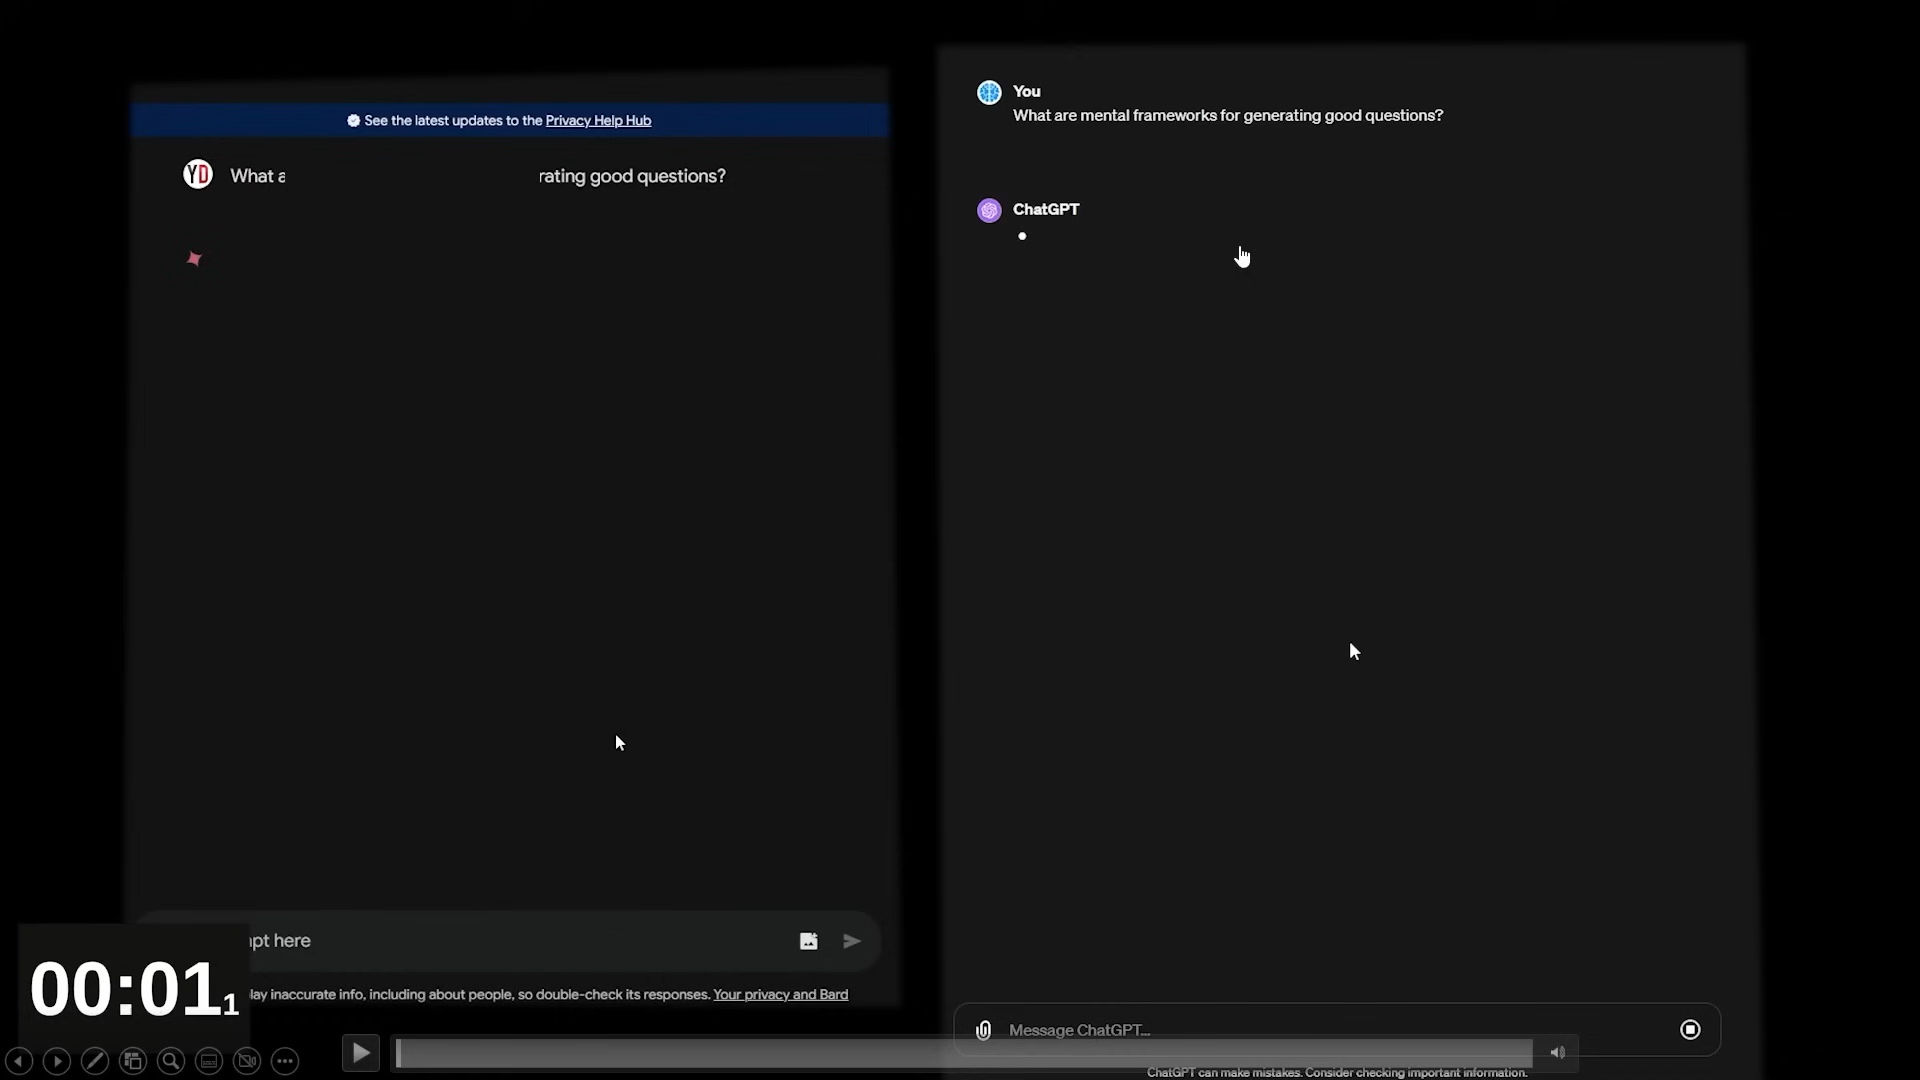 See the latest updates to the Privacy Help Hub
YD
What a
rating good questions?
pt here
lay inaccurate info, including about people, so double-check its responses. Your privacy and Bard
00:01 1
You
What are mental frameworks for generating good questions?
ChatGPT
Message ChatGPT...
ChatGPT can make mistakes. Consider checking important information.